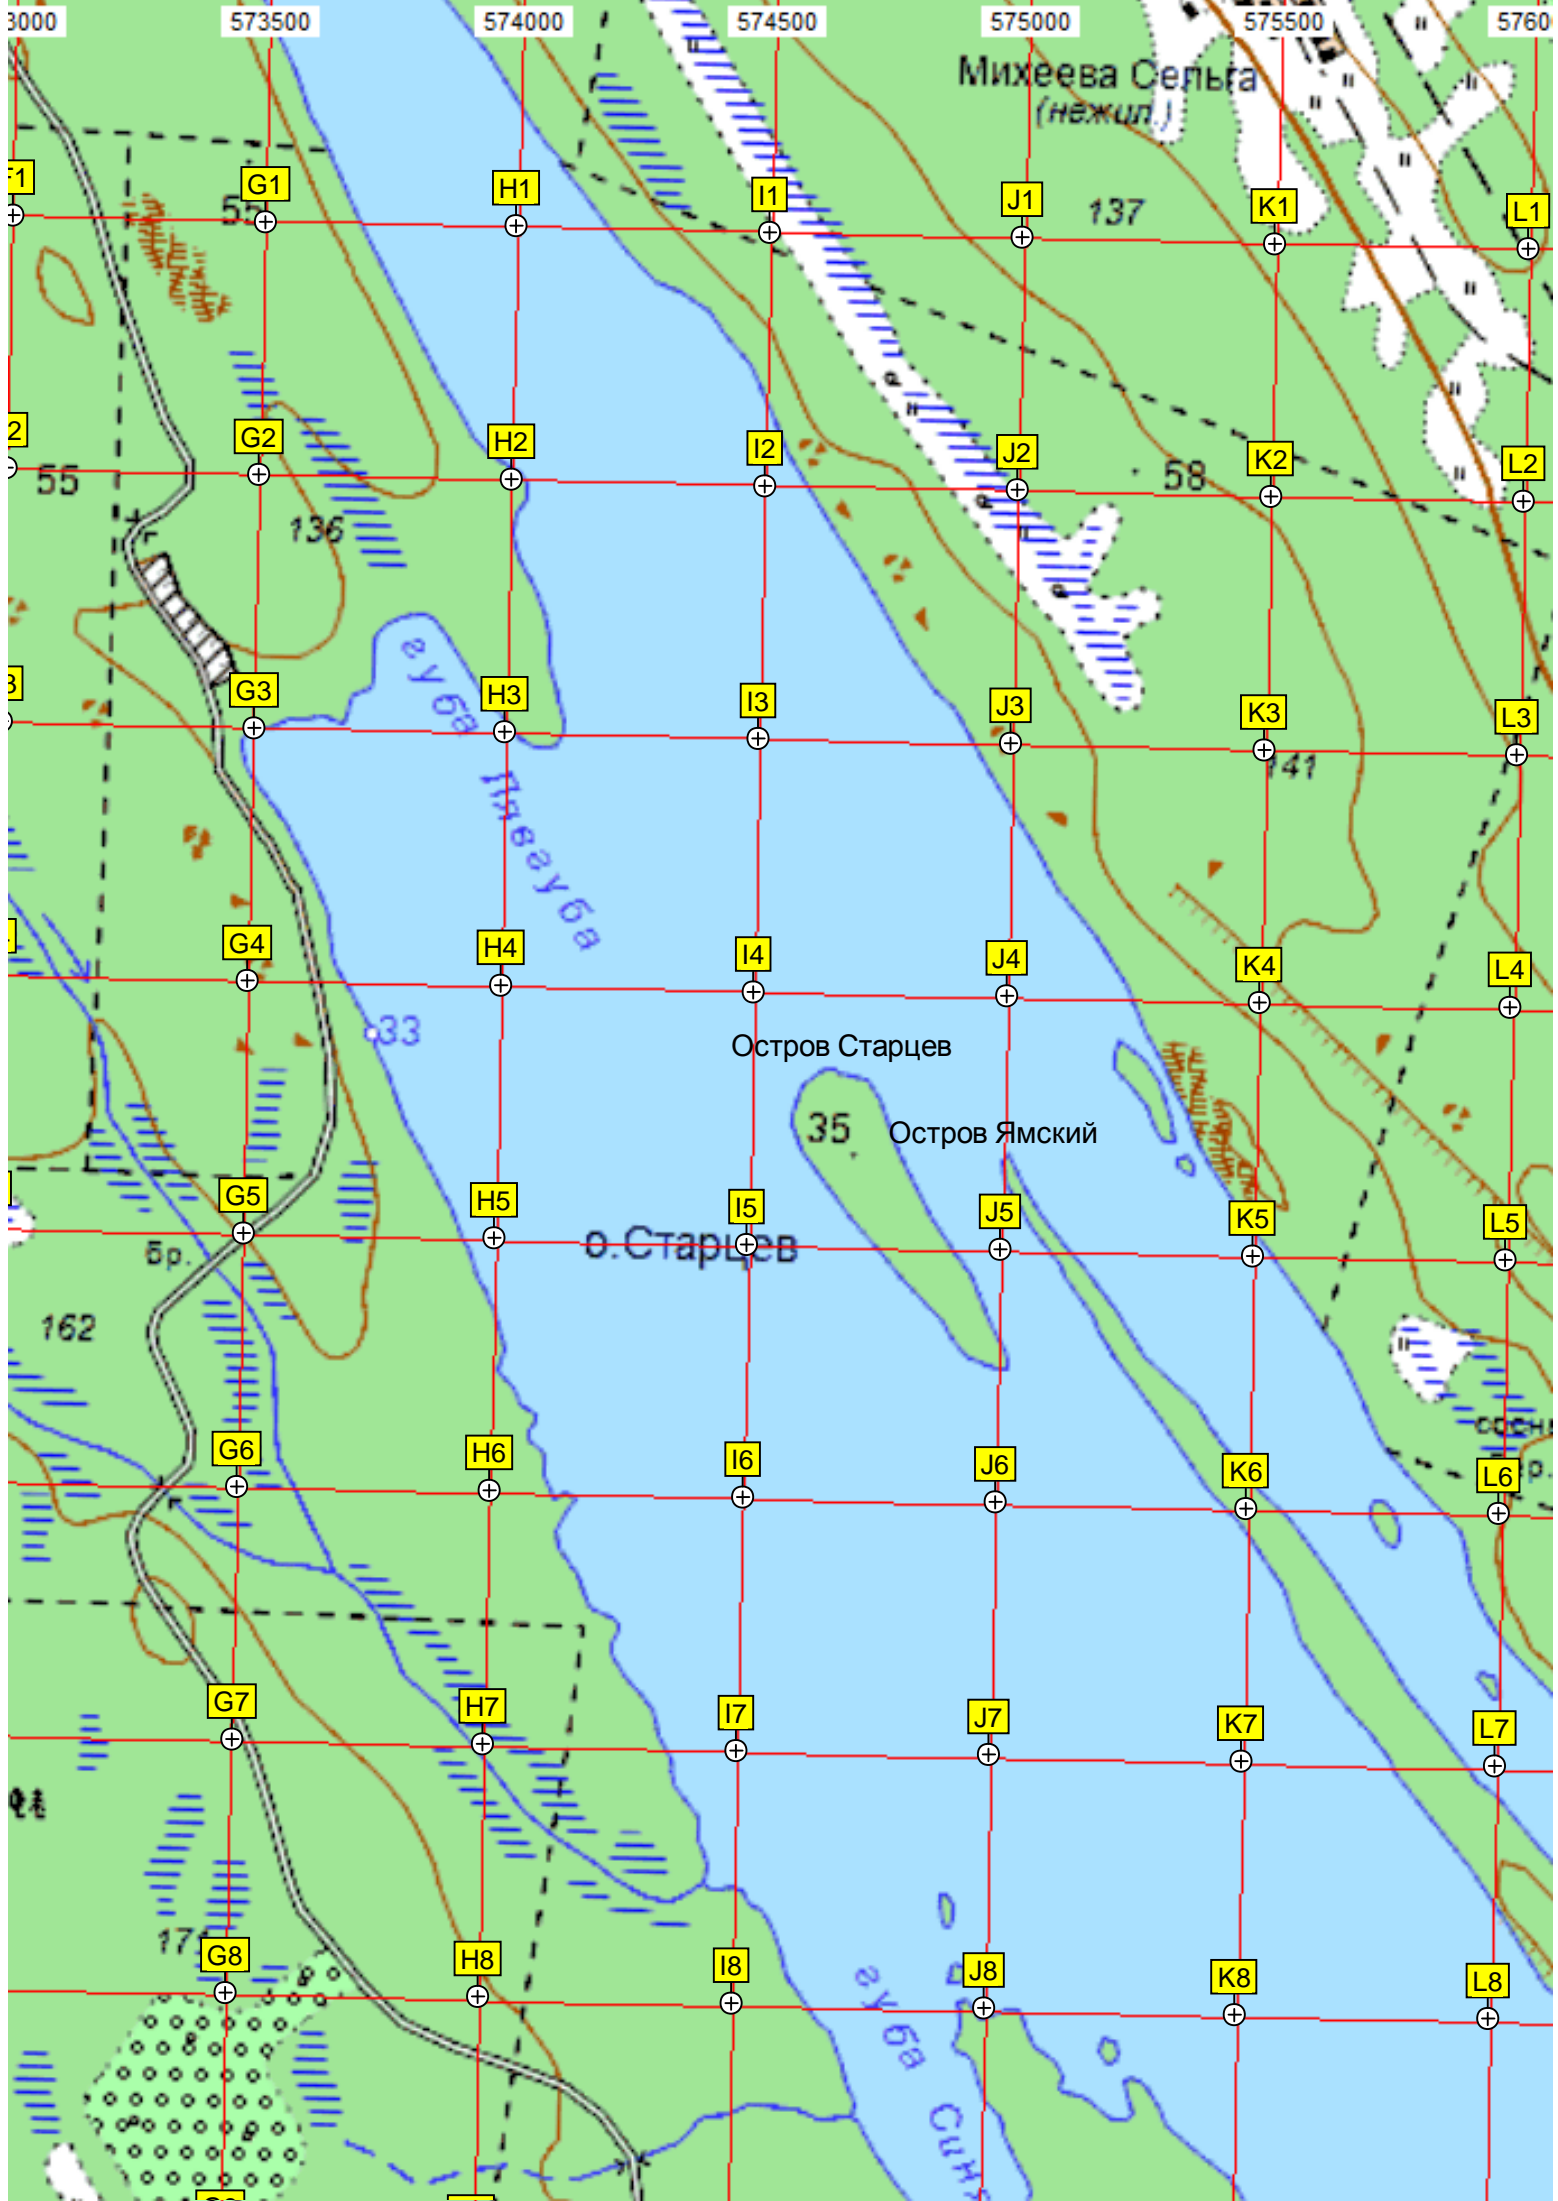 573500 574000 574500 575000 575500
Михеева Сельга
(нежил.)
G1 H1 I1 J1 137 K1 L1
55
G2 H2 I2 J2 K2 L2
55
58
136
G3 H3 I3 J3 K3 L3
губа Пявгуба
141
G4 H4 I4 J4 K4 L4
33
Остров Старцев
35
Остров Ямский
G5 H5 I5 J5 K5 L5
о.Старцев
бр.
162
G6 H6 I6 J6 K6 L6
G7 H7 I7 J7 K7 L7
171
G8 H8 I8 J8 K8 L8
губа